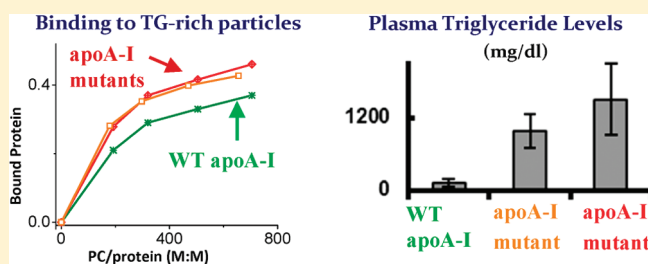 Binding to TG-rich particles
apoA-I
mutants
WT apoA-I
Bound Protein
0.4
0.0
0
400
800
PC/protein (M:M)
Plasma Triglyceride Levels
(mg/dl)
1200
0
WT
apoA-I
apoA-I
mutant
apoA-I
mutant